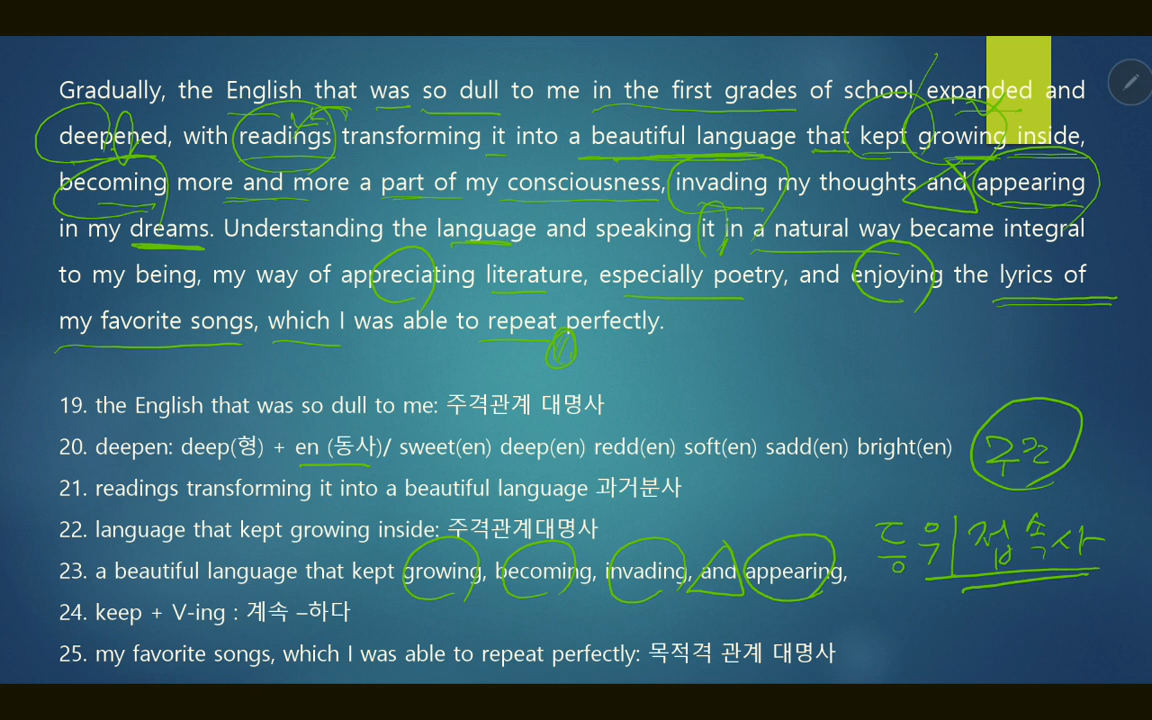 Gradually, the English that was so dull to me in the first grades of school expanded and
deepened, with readings transforming it into a beautiful language that kept growing inside,
becoming more and more a part of my consciousness, invading my thoughts and appearing
in my dreams. Understanding the language and speaking it in a natural way became integral
to my being, my way of appreciating literature, especially poetry, and enjoying the lyrics of
my favorite songs, which I was able to repeat perfectly.
19. the English that was so dull to me: 주격관계 대명사
20. deepen: deep(형) + en (동사)/ sweet(en) deep(en) redd(en) soft(en) sadd(en) bright(en)
21. readings transforming it into a beautiful language 과거분사
22. language that kept growing inside: 주격관계대명사
23. a beautiful language that kept growing, becoming, invading, and appearing,
등위접속사
24. keep + V-ing : 계속 –하다
25. my favorite songs, which I was able to repeat perfectly: 목적격 관계 대명사